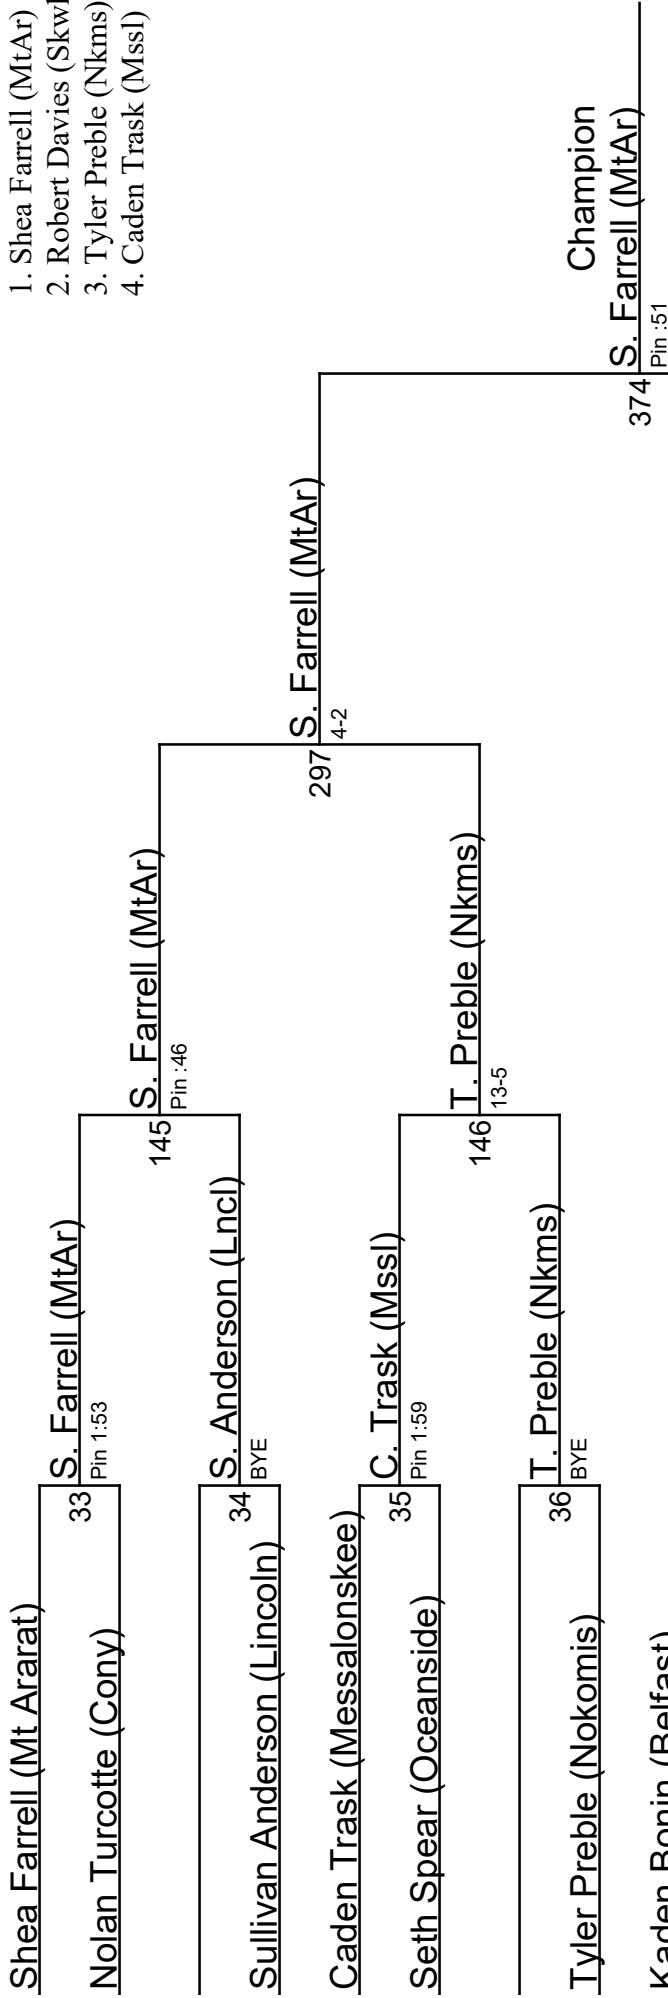 1. Shea Farrell (MtAr)
2. Robert Davies
3. Tyler Preble (Nkms)
4. Caden Trask (Mssl)
Shea Farrell (Mt Ararat)
33
S. Farrell (MtAr)
Pin 1:53
Nolan Turcotte (Cony)
145
S. Farrell (MtAr)
Pin :46
34
S. Anderson (Lncl)
BYE
Sullivan Anderson (Lincoln)
297
S. Farrell (MtAr)
4-2
Caden Trask (Messalonskee)
35
C. Trask (Mssl)
Pin 1:59
Seth Spear (Oceanside)
146
T. Preble (Nkms)
13-5
36
T. Preble (Nkms)
BYE
Tyler Preble (Nokomis)
Champion
374
S. Farrell (MtAr)
Pin :51
Kaden Bonin (Belfast)